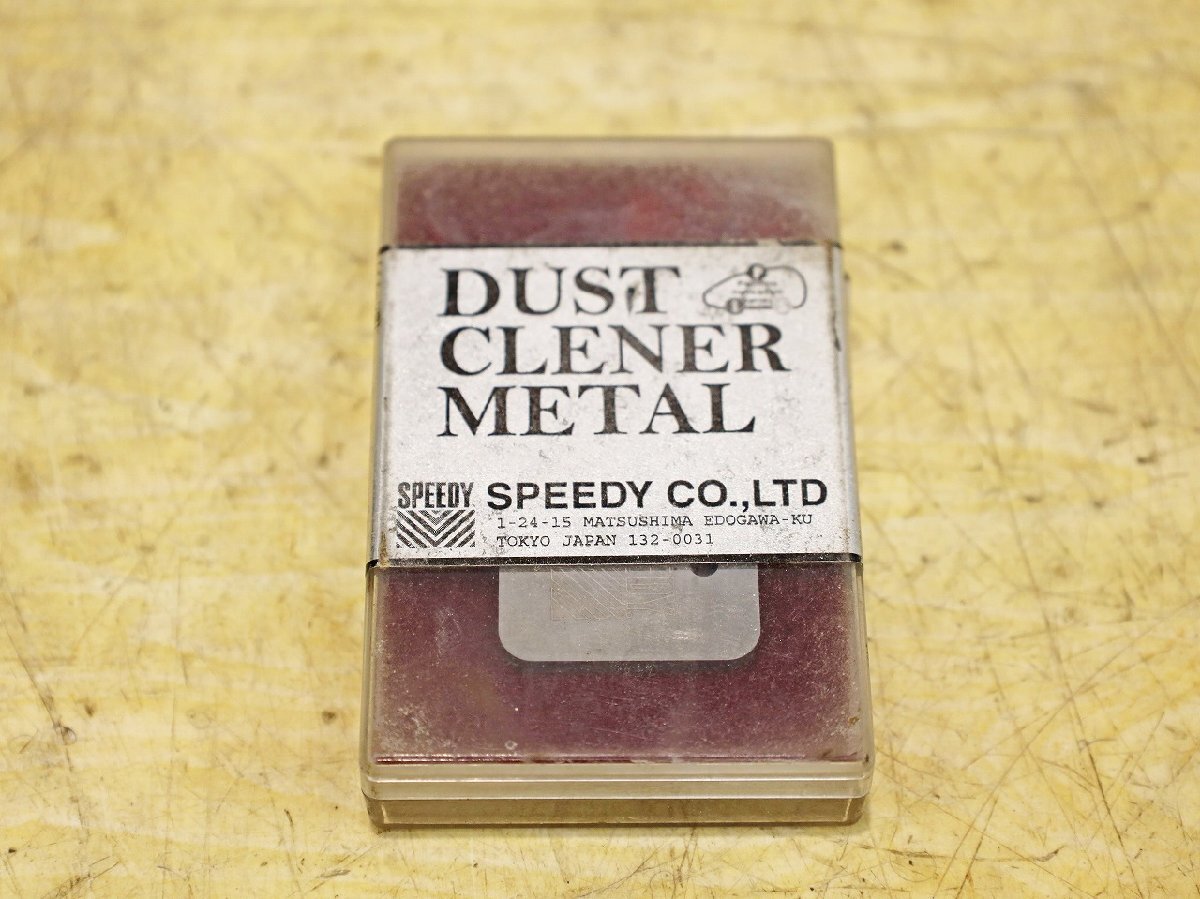 DUST
CLENER
METAL
SPEEDY
SPEEDY CO.,LTD
1-24-15 MATSUSHIMA EDOGAWA-KU
TOKYO JAPAN 132-0031